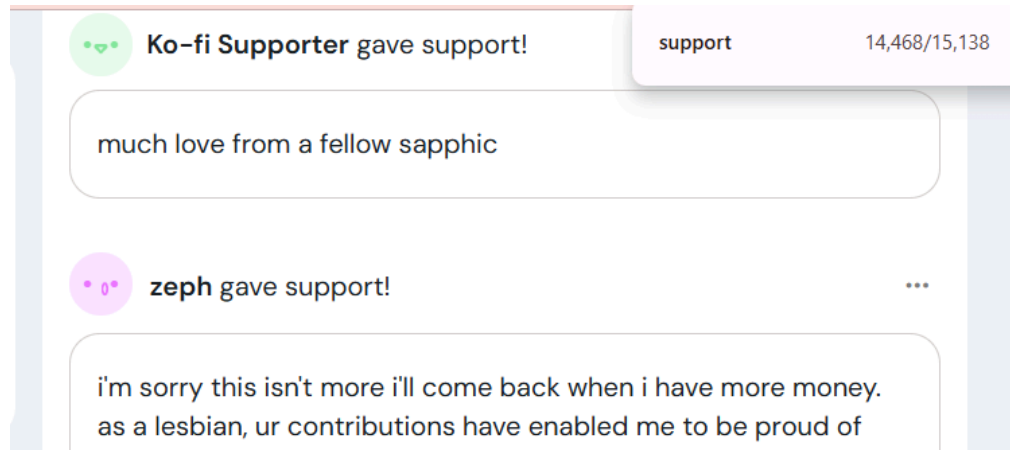 Ko-fi Supporter gave support!
support 14,468/15,138
much love from a fellow sapphic
zeph gave support!
i'm sorry this isn't more i'll come back when i have more money.
as a lesbian, ur contributions have enabled me to be proud of